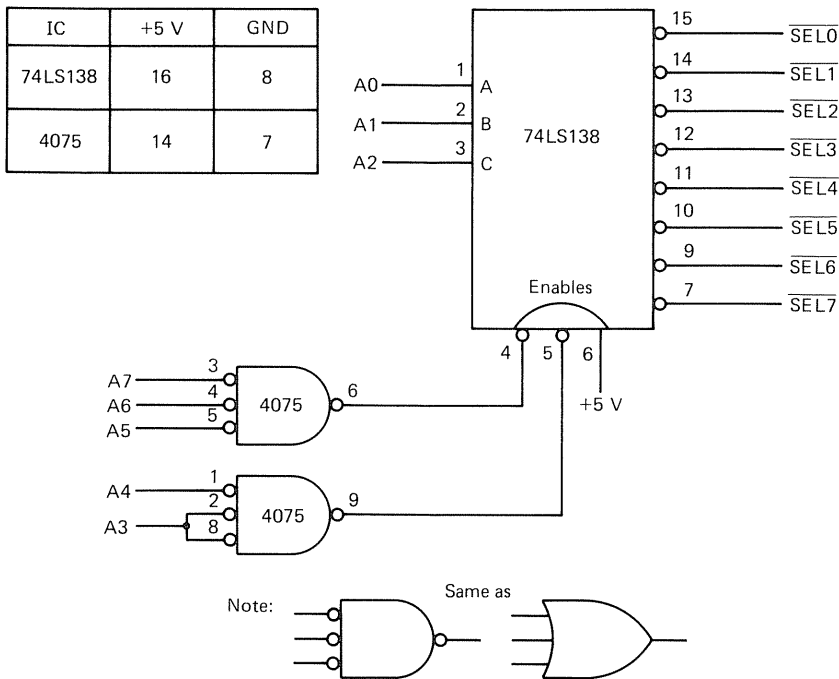 IC +5 V GND
74LS138 16 8
4075 14 7
A0 1 A
A1 2 B
A2 3 C
74LS138
15 SEL0
14 SEL1
13 SEL2
12 SEL3
11 SEL4
10 SEL5
9 SEL6
7 SEL7
Enables
4 5 6
+5 V
A7 3
A6 4
A5 5
4075 6
A4 1
A3 2
8
4075 9
Note:
Same as